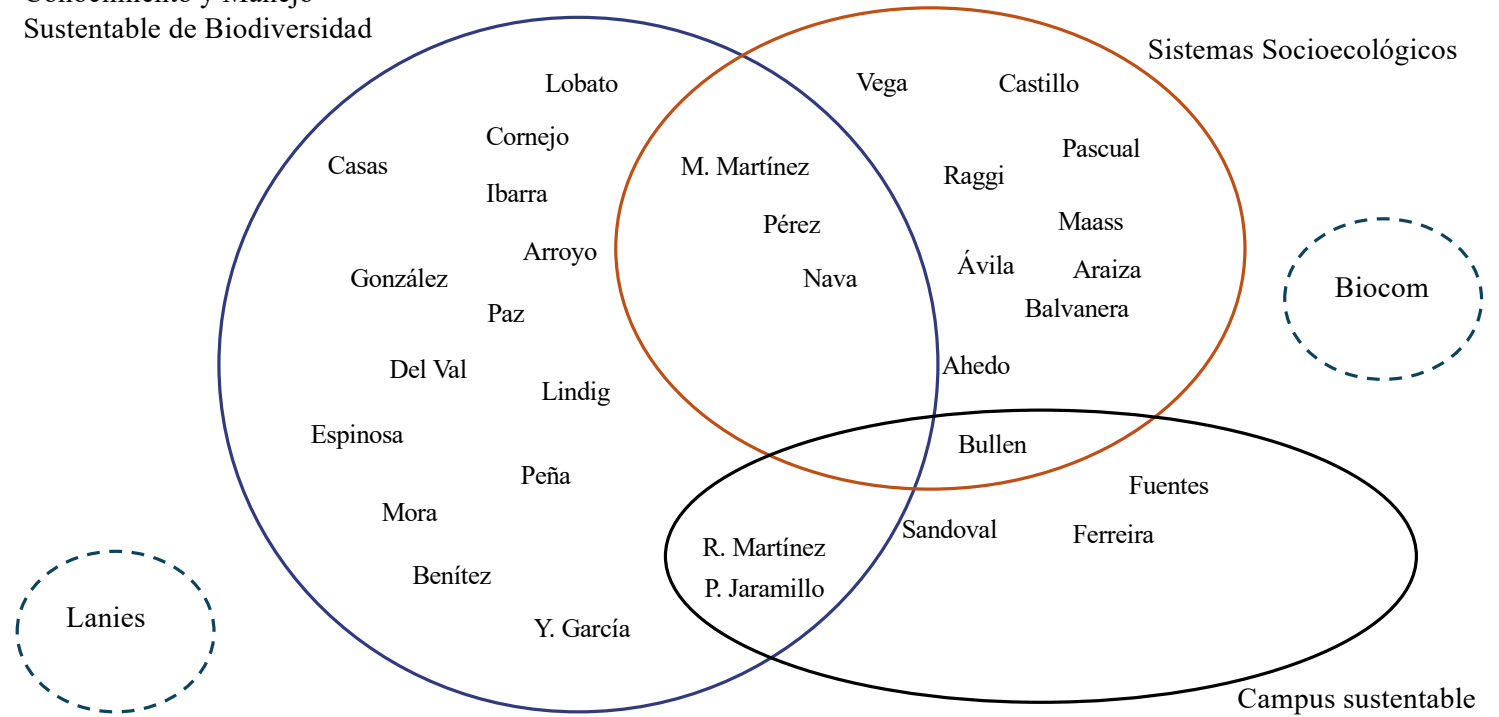 Conocimiento y Manejo
Sustentable de Biodiversidad
Sistemas Socioecológicos
Lobato
Vega
Castillo
Cornejo
Pascual
Casas
M. Martínez
Raggi
Ibarra
Maass
Pérez
Arroyo
Ávila
Araiza
González
Nava
Biocom
Balvanera
Paz
Del Val
Ahedo
Lindig
Espinosa
Bullen
Peña
Fuentes
Mora
Sandoval
Ferreira
R. Martínez
Benítez
P. Jaramillo
Lanies
Y. García
Campus sustentable